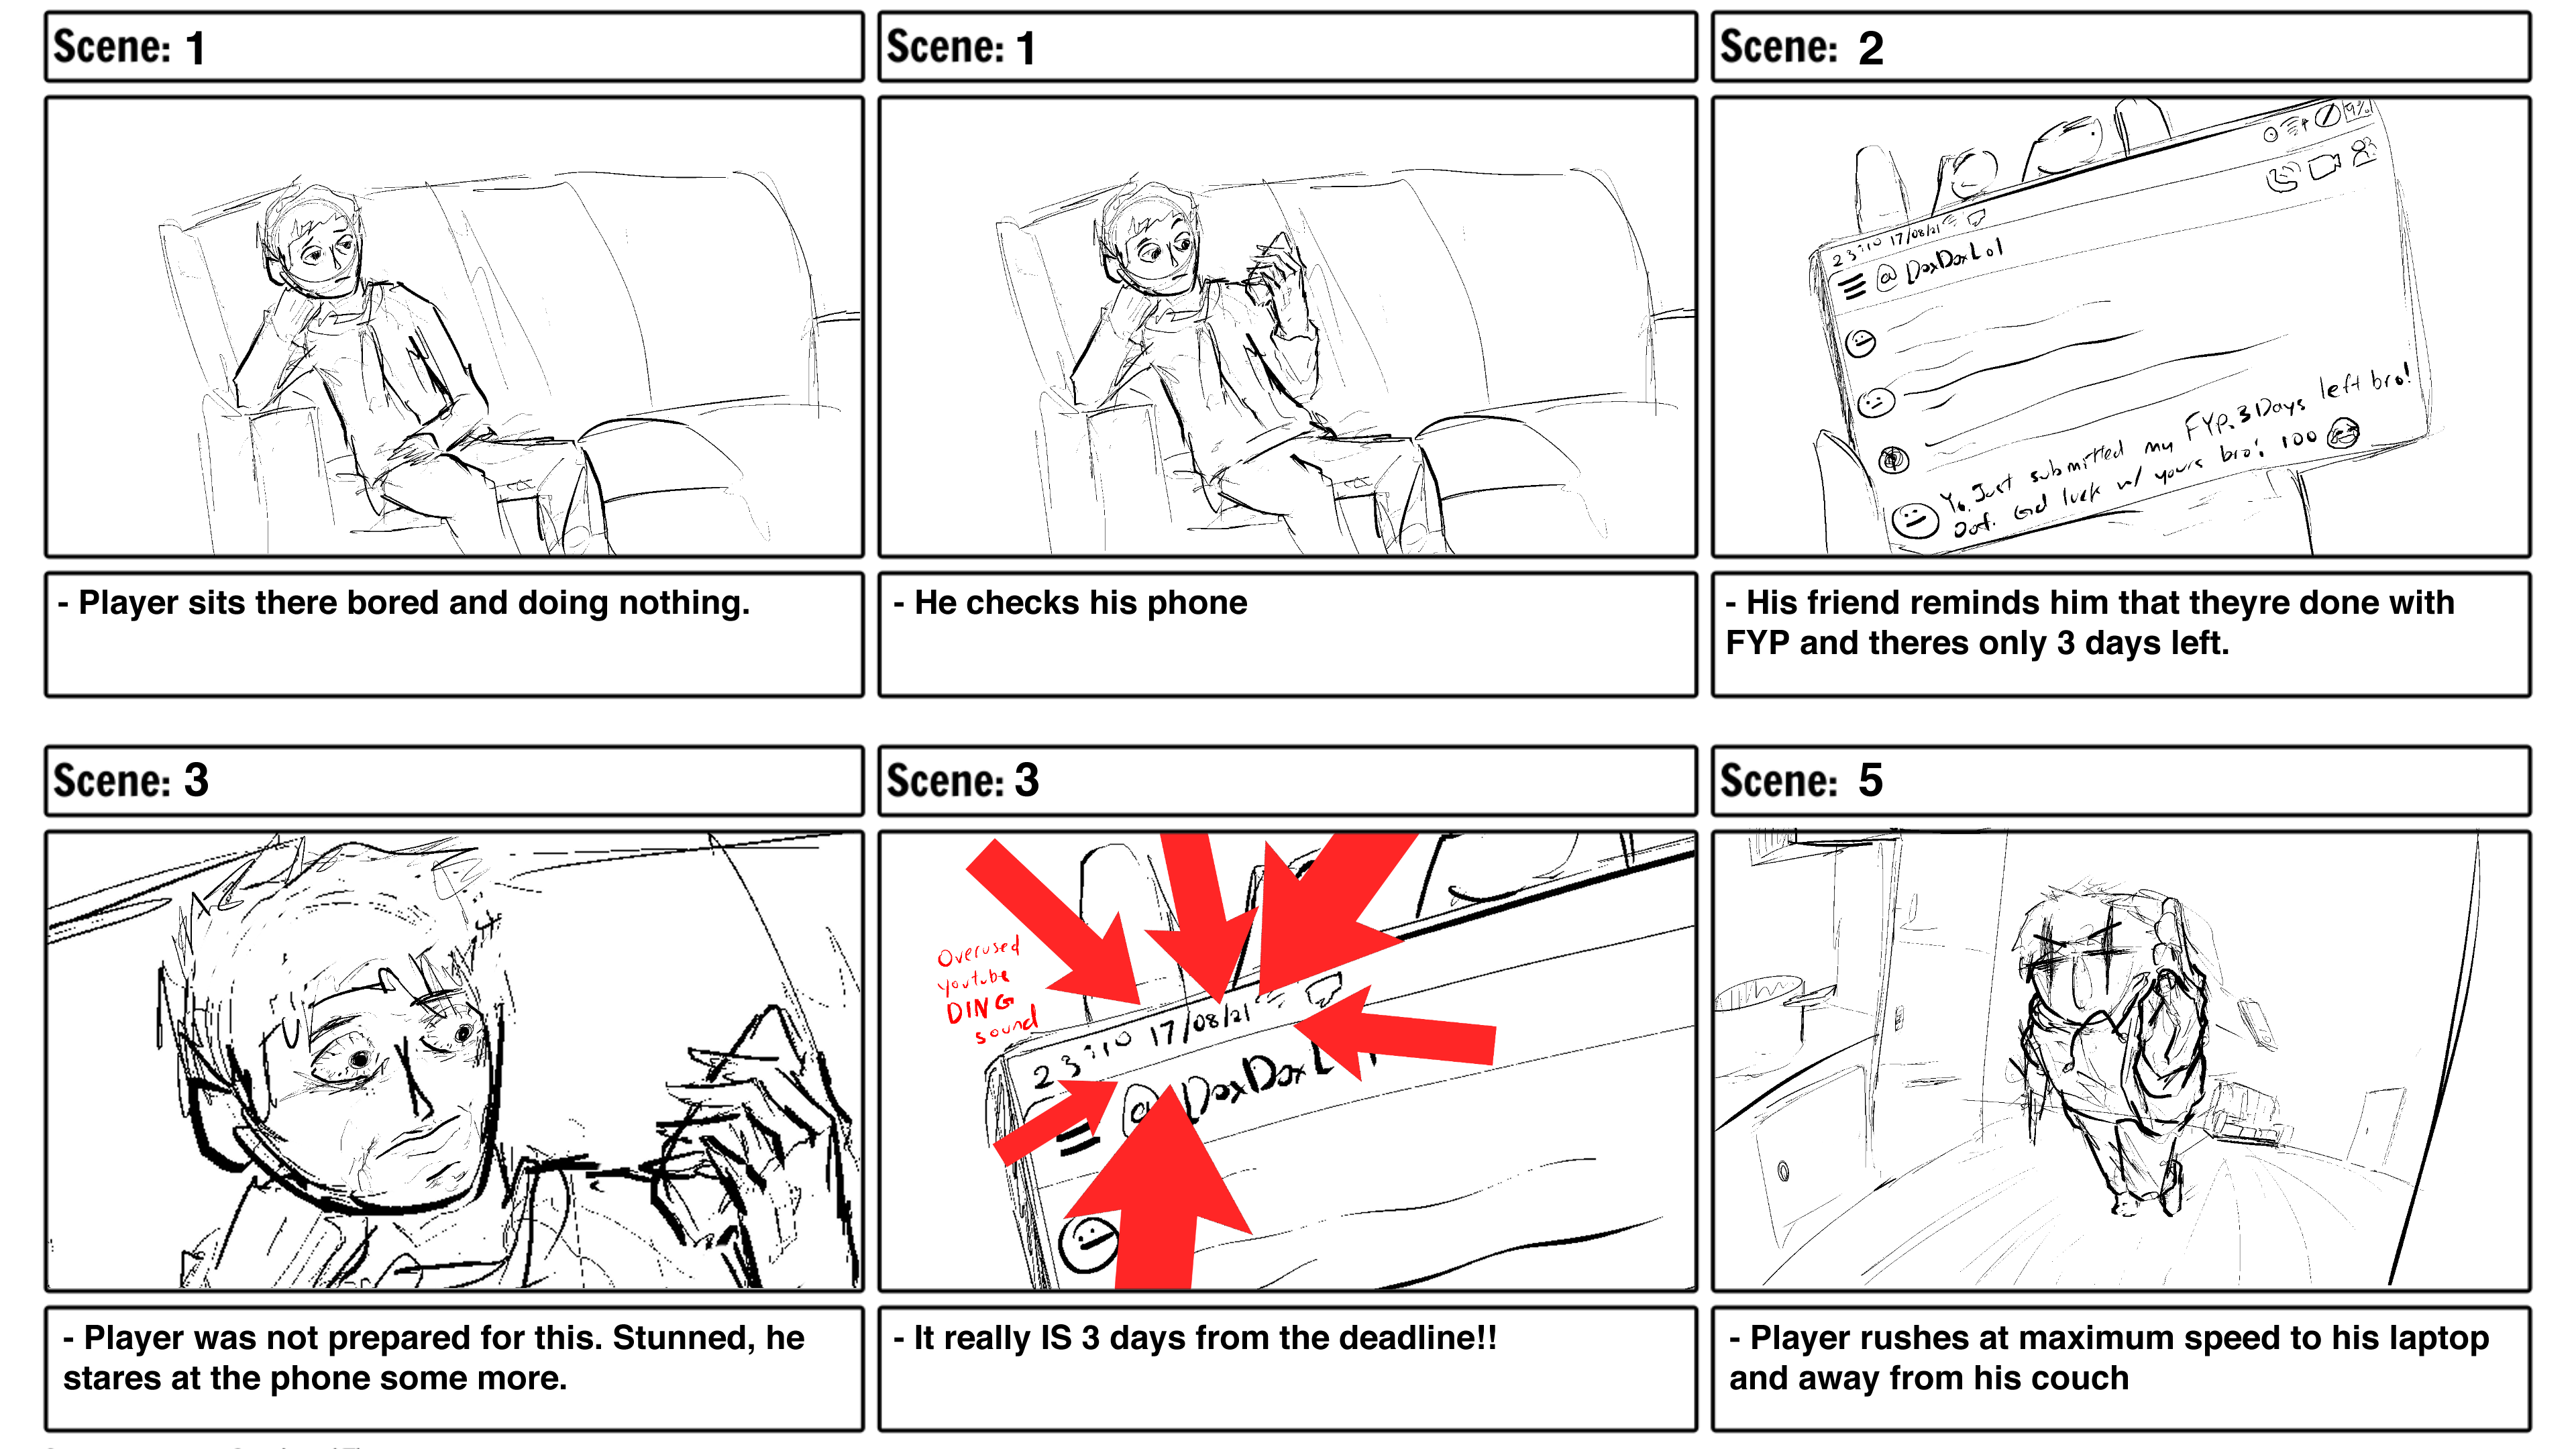 Scene: 1
Scene: 1
Scene: 2
9%
23:10 17/08/21
@DoxDoxLol
Yo. Just submitted my FYP. 3 Days left bro!
luck w/ yours bro! 100
- Player sits there bored and doing nothing.
- He checks his phone
- His friend reminds him that theyre done with
FYP and theres only 3 days left.
Scene: 3
Scene: 3
Scene: 5
Overused
youtube
DING
sound
23:10 17/08/21
@DoxDoxL
- Player was not prepared for this. Stunned, he
stares at the phone some more.
- It really IS 3 days from the deadline!!
- Player rushes at maximum speed to his laptop
and away from his couch